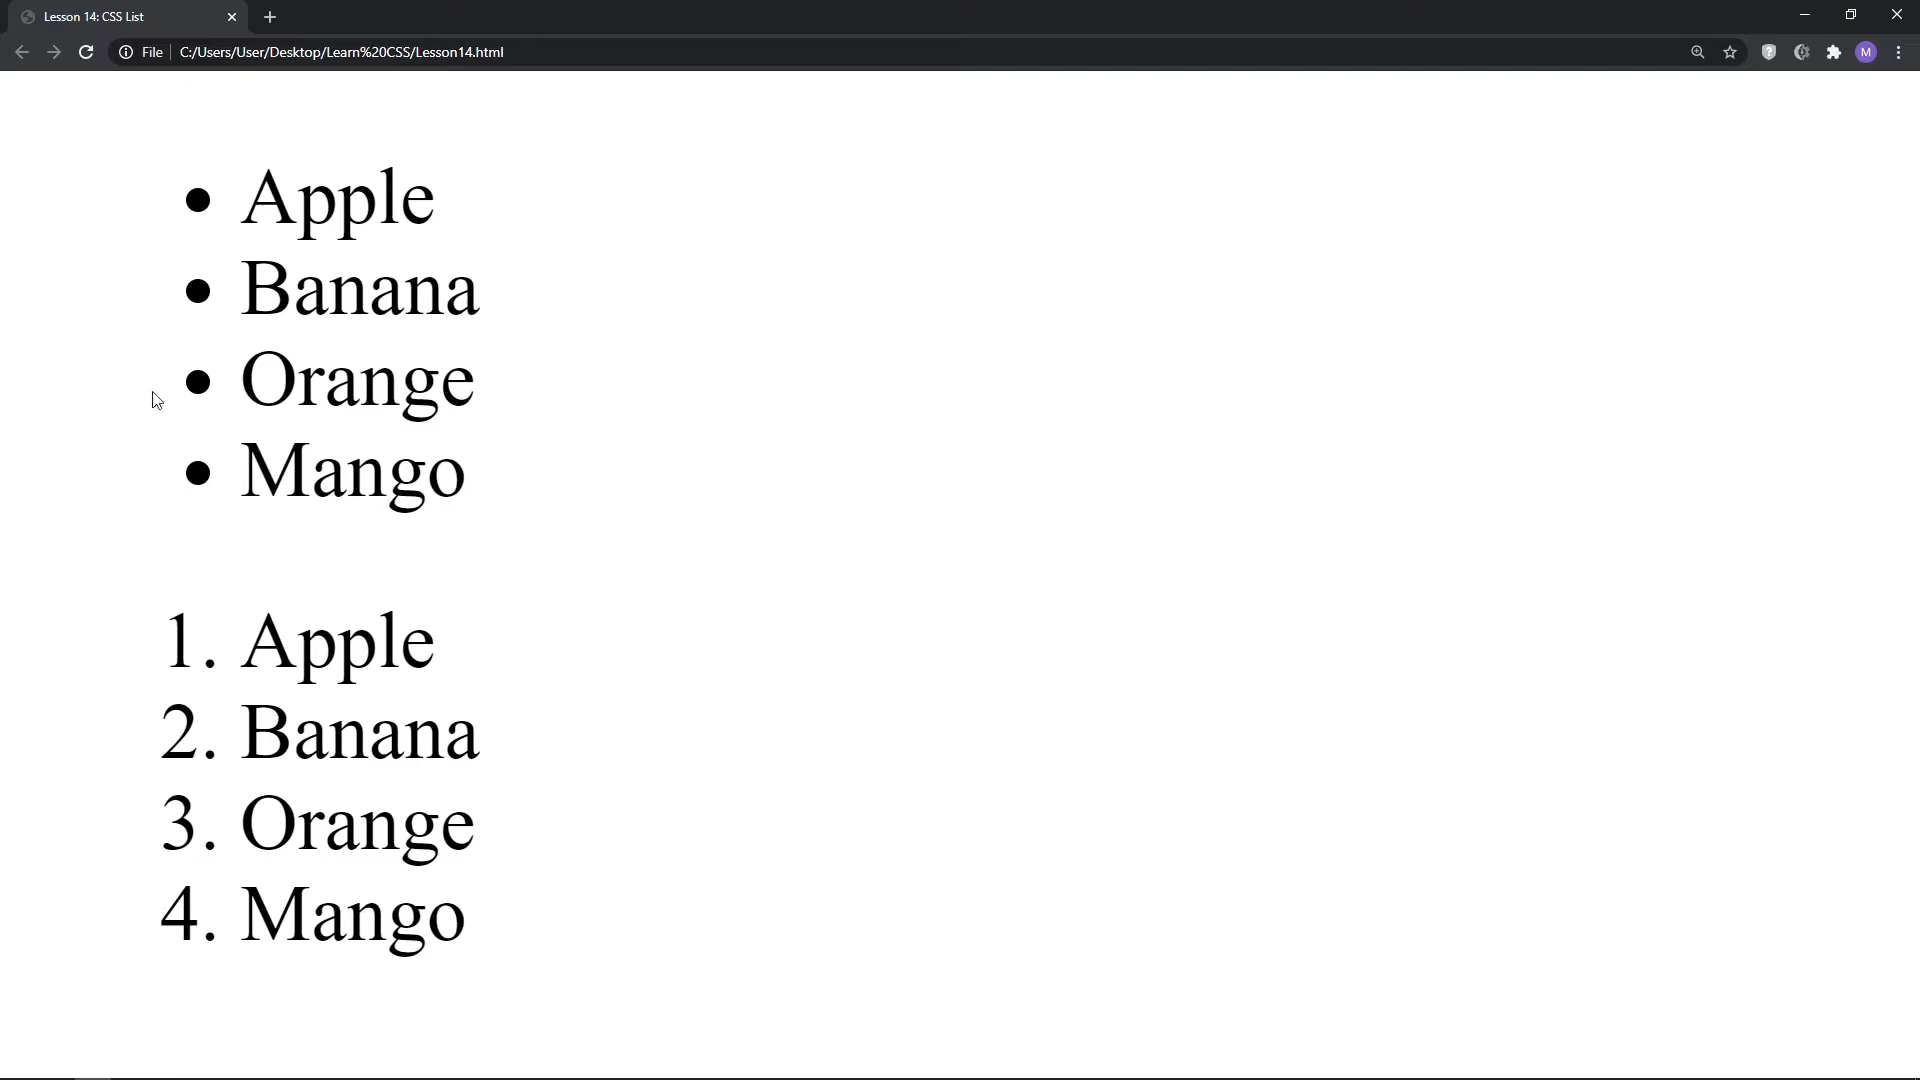 Lesson 14: CSS List
File C:/Users/User/Desktop/Learn%20CSS/Lesson14.html
M
• Apple
• Banana
• Orange
• Mango
1. Apple
2. Banana
3. Orange
4. Mango